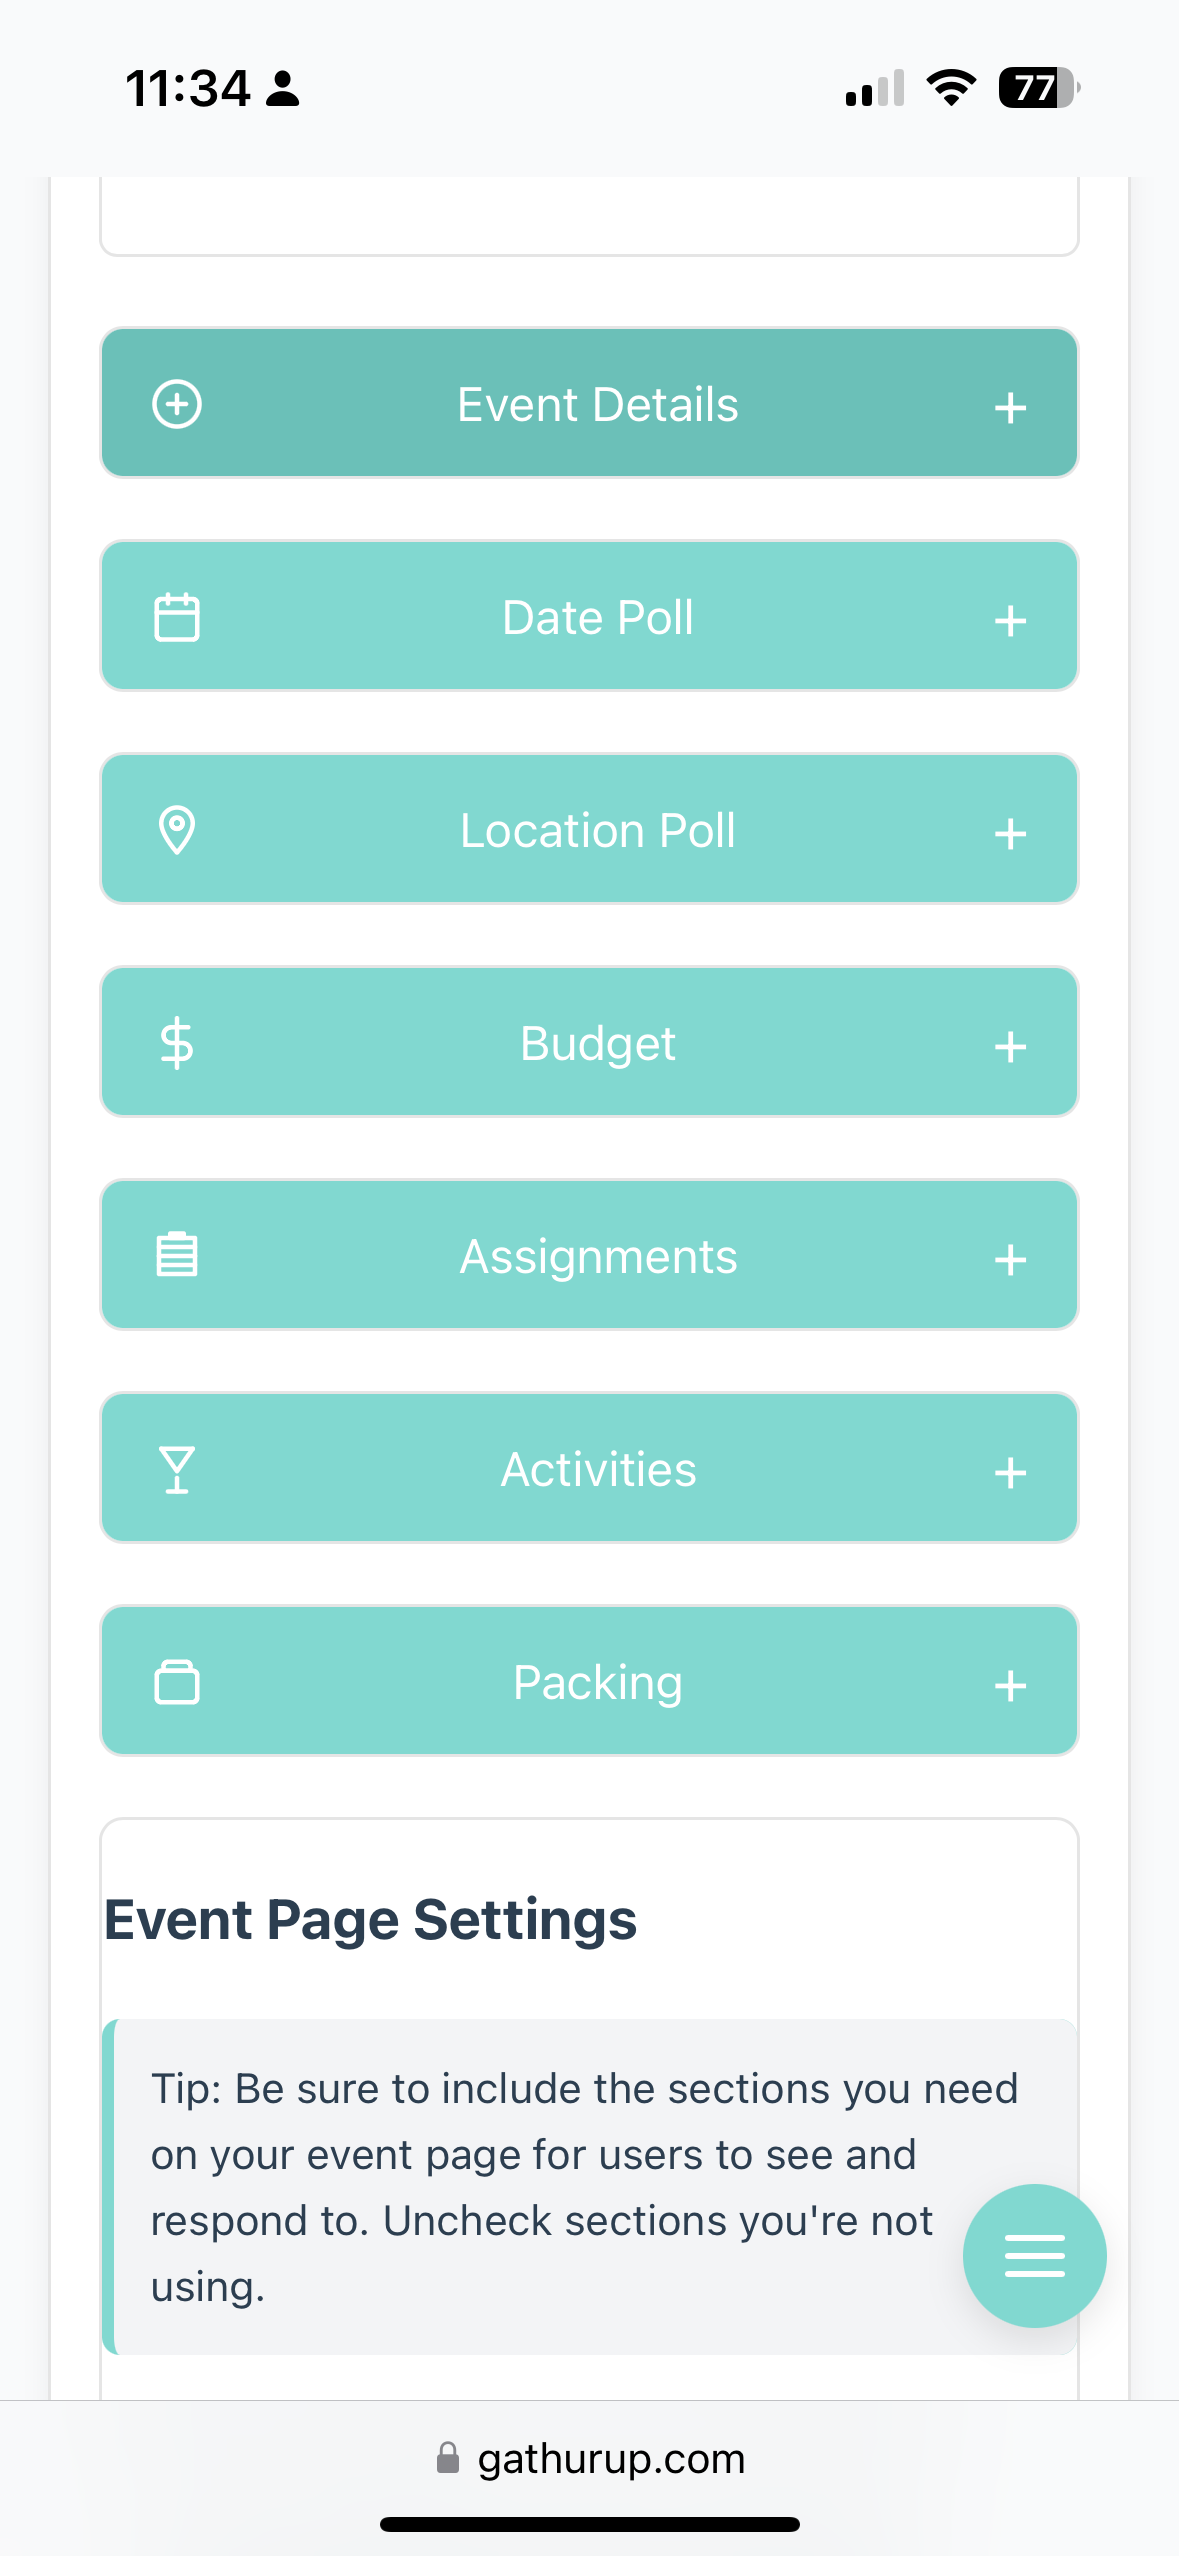 11:34
77
Event Details +
Date Poll +
Location Poll +
$ Budget +
Assignments +
Activities +
Packing +
Event Page Settings
Tip: Be sure to include the sections you need
on your event page for users to see and
respond to. Uncheck sections you're not
using.
gathurup.com